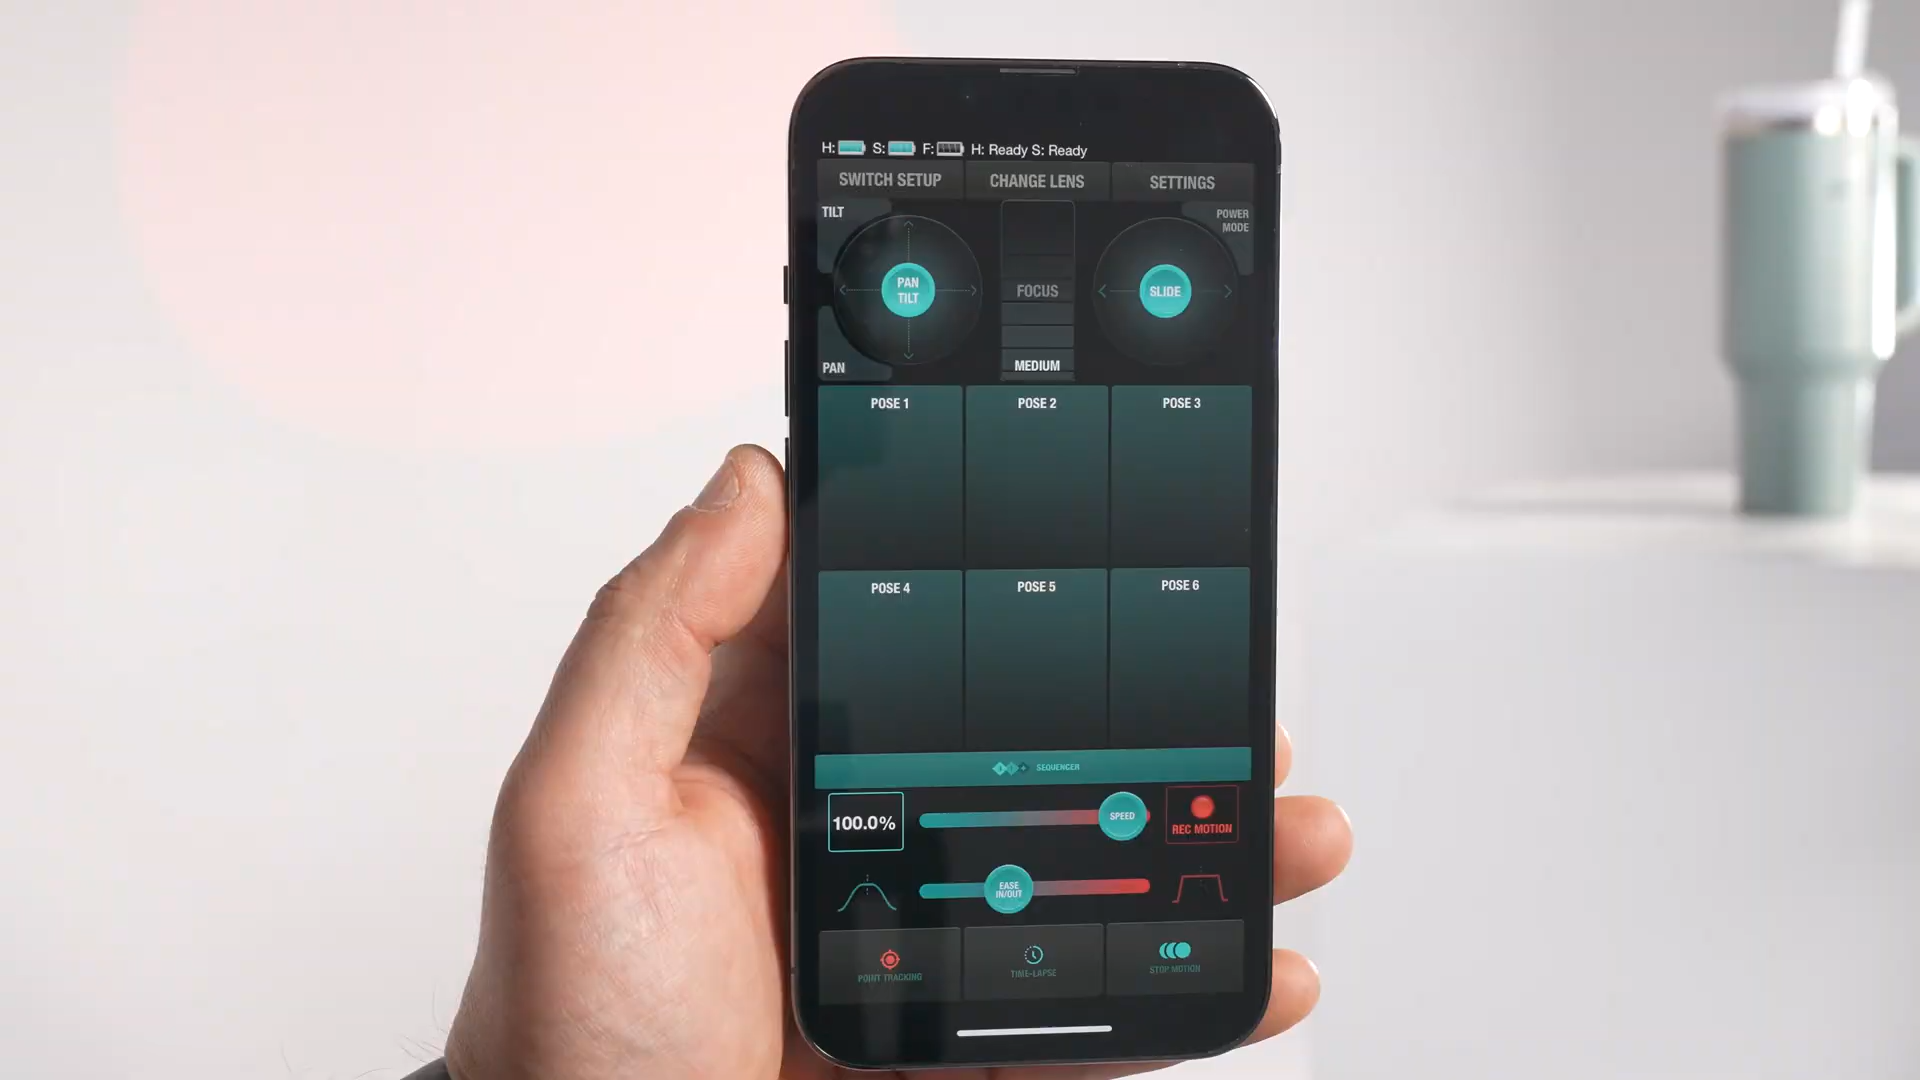 H: S: F: H: Ready S: Ready
SWITCH SETUP
CHANGE LENS
SETTINGS
TILT
POWER
MODE
PAN
TILT
FOCUS
SLIDE
PAN
MEDIUM
POSE 1
POSE 2
POSE 3
POSE 4
POSE 5
POSE 6
SEQUENCER
100.0%
SPEED
REC MOTION
EASE
IN/OUT
POINT TRACKING
TIME-LAPSE
STOP MOTION